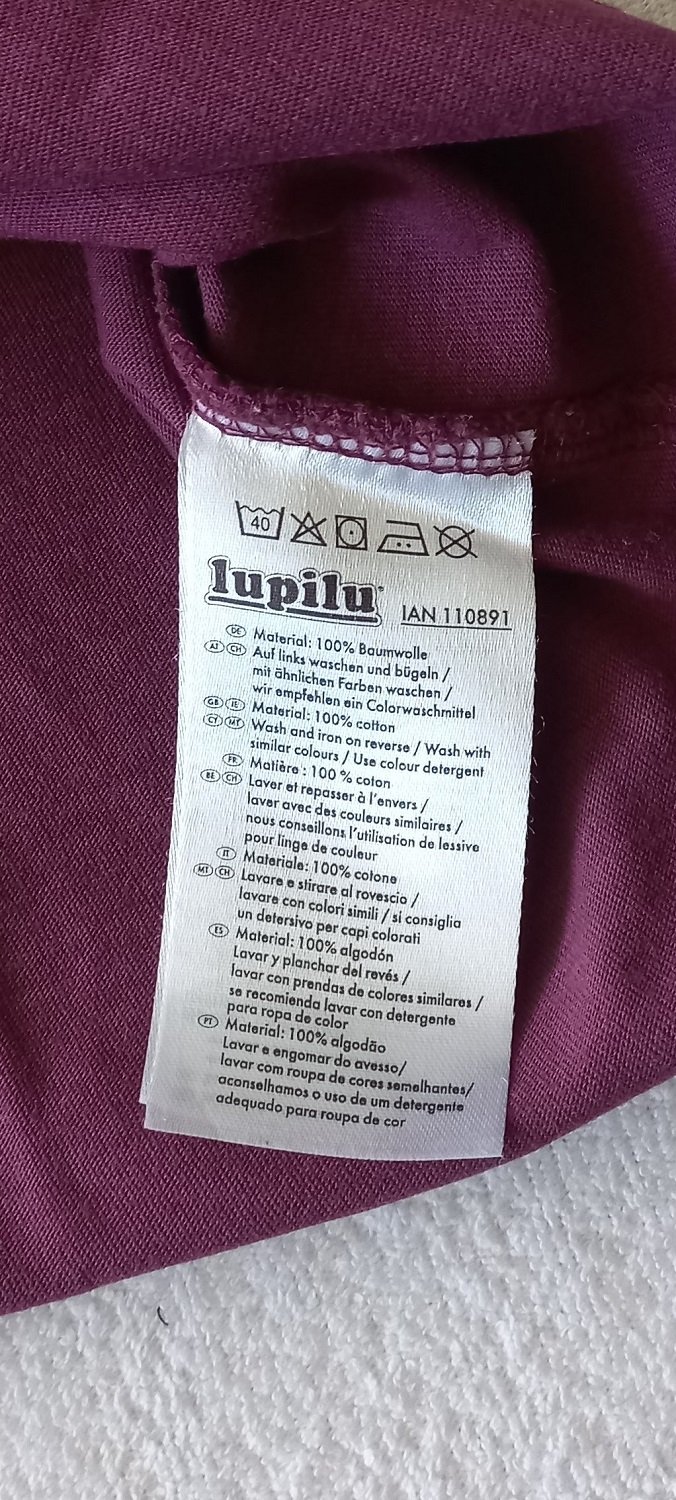 40
lupilu
IAN 110891
DE Material: 100% Baumwolle
AT CH Auf links waschen und bügeln /
mit ähnlichen Farben waschen /
wir empfehlen ein Colorwaschmittel
GB IE Material: 100% cotton
CY MT Wash and iron on reverse / Wash with
similar colours / Use colour detergent
FR Matière : 100 % coton
BE CH Laver et repasser à l'envers /
laver avec des couleurs similaires /
nous conseillons l'utilisation de lessive
pour linge de couleur
IT Materiale: 100% cotone
MT CH Lavare e stirare al rovescio /
lavare con colori simili / si consiglia
un detersivo per capi colorati
ES Material: 100% algodón
Lavar y planchar del revés /
lavar con prendas de colores similares /
se recomienda lavar con detergente
para ropa de color
PT Material: 100% algodão
Lavar e engomar do avesso/
lavar com roupa de cores semelhantes/
aconselhamos o uso de um detergente
adequado para roupa de cor